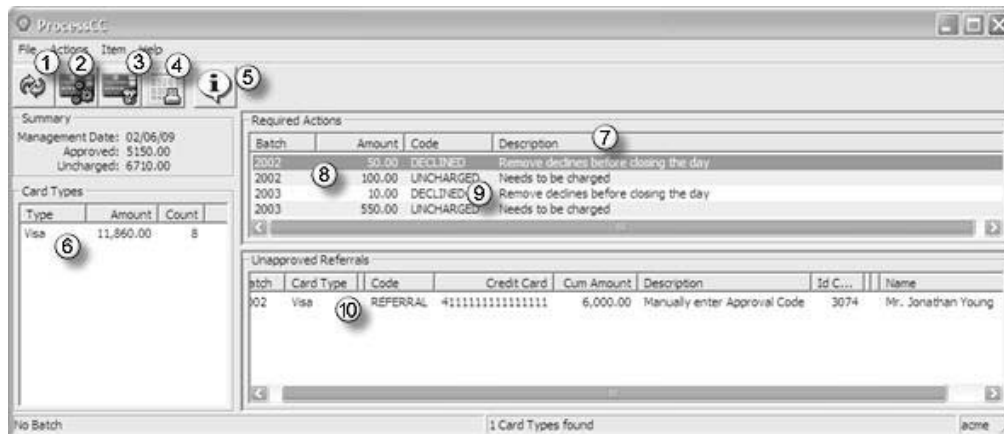 ProcessCC
File Actions Item Help
1 2 3 4 5
Summary
Management Date: 02/06/09
Approved: 5150.00
Uncharged: 6710.00
Card Types
Type Amount Count
Visa 11,860.00 8
6
Required Actions
7
Batch Amount Code Description
2002 50.00 DECLINED Remove declines before closing the day
2002 100.00 UNCHARGED Needs to be charged
8
2003 10.00 DECLINED Remove declines before closing the day
9
2003 550.00 UNCHARGED Needs to be charged
Unapproved Referrals
atch Card Type Code Credit Card Cum Amount Description Id C... Name
002 Visa REFERRAL 4111111111111111 6,000.00 Manually enter Approval Code 3074 Mr. Jonathan Young
10
No Batch 1 Card Types found acme